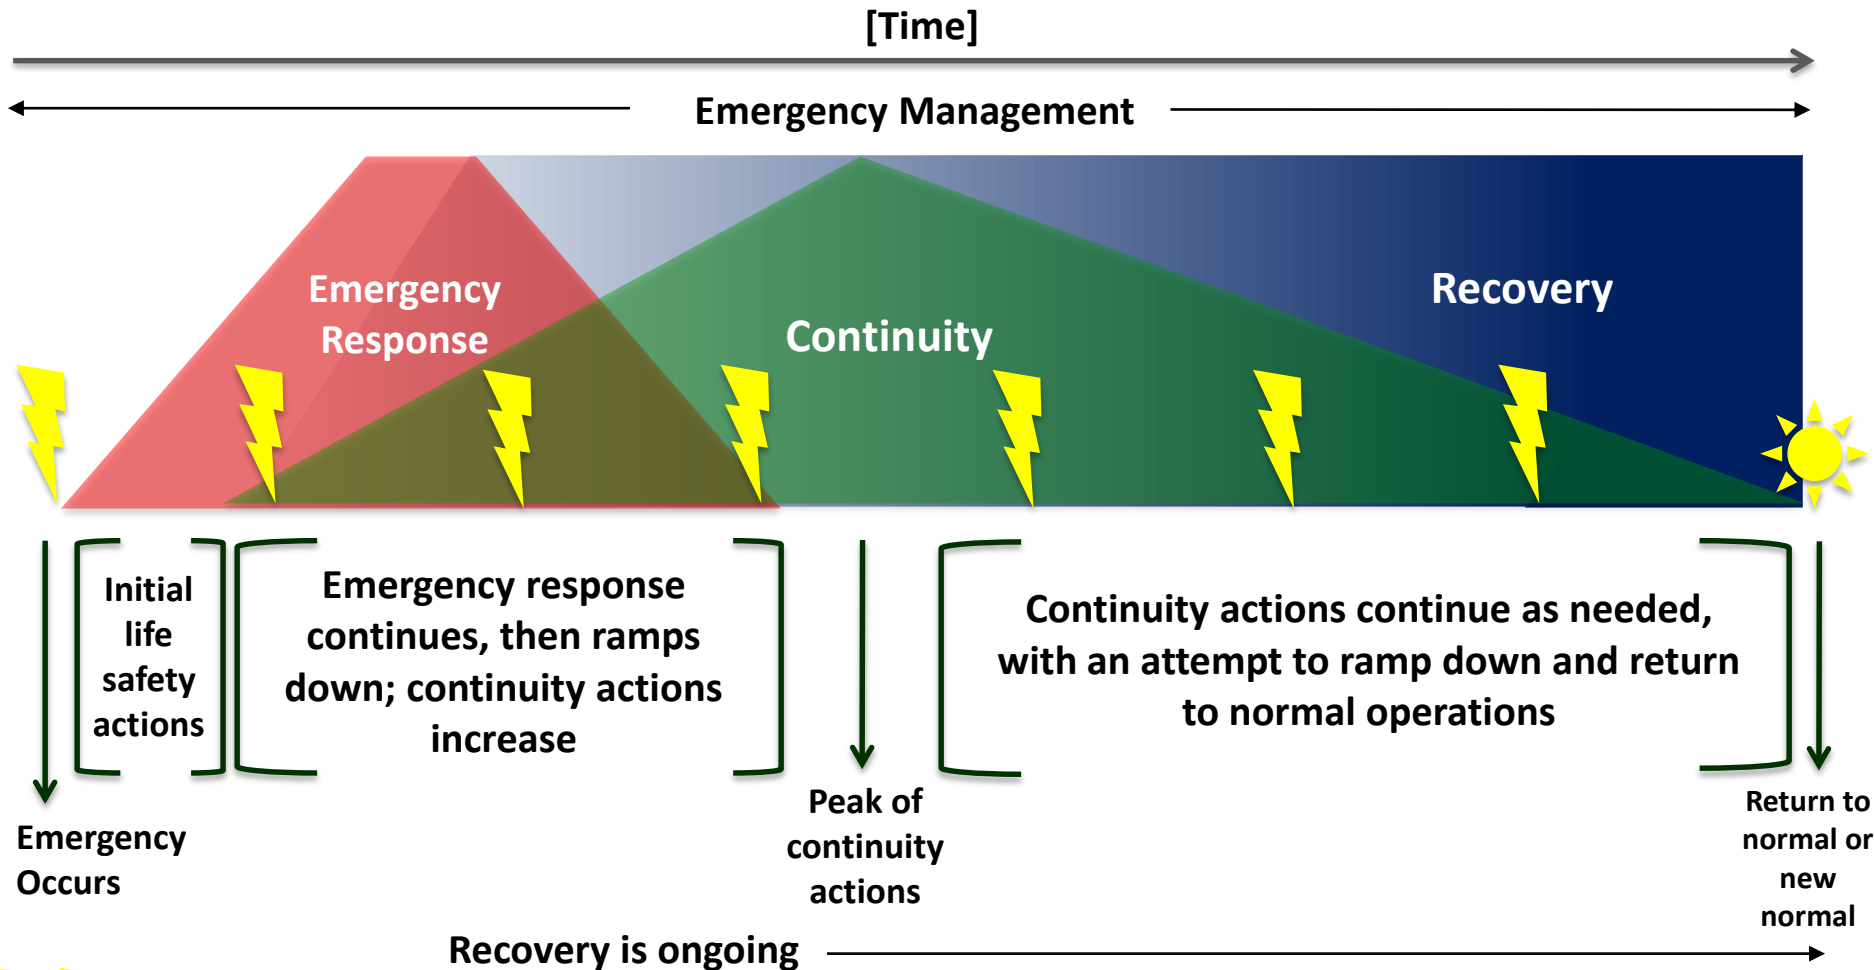 [Time]
Emergency Management
Emergency
Response
Continuity
Recovery
Initial
life
safety
actions
Emergency response
continues, then ramps
down; continuity actions
increase
Continuity actions continue as needed,
with an attempt to ramp down and return
to normal operations
Emergency
Occurs
Peak of
continuity
actions
Return to
normal or
new
normal
Recovery is ongoing